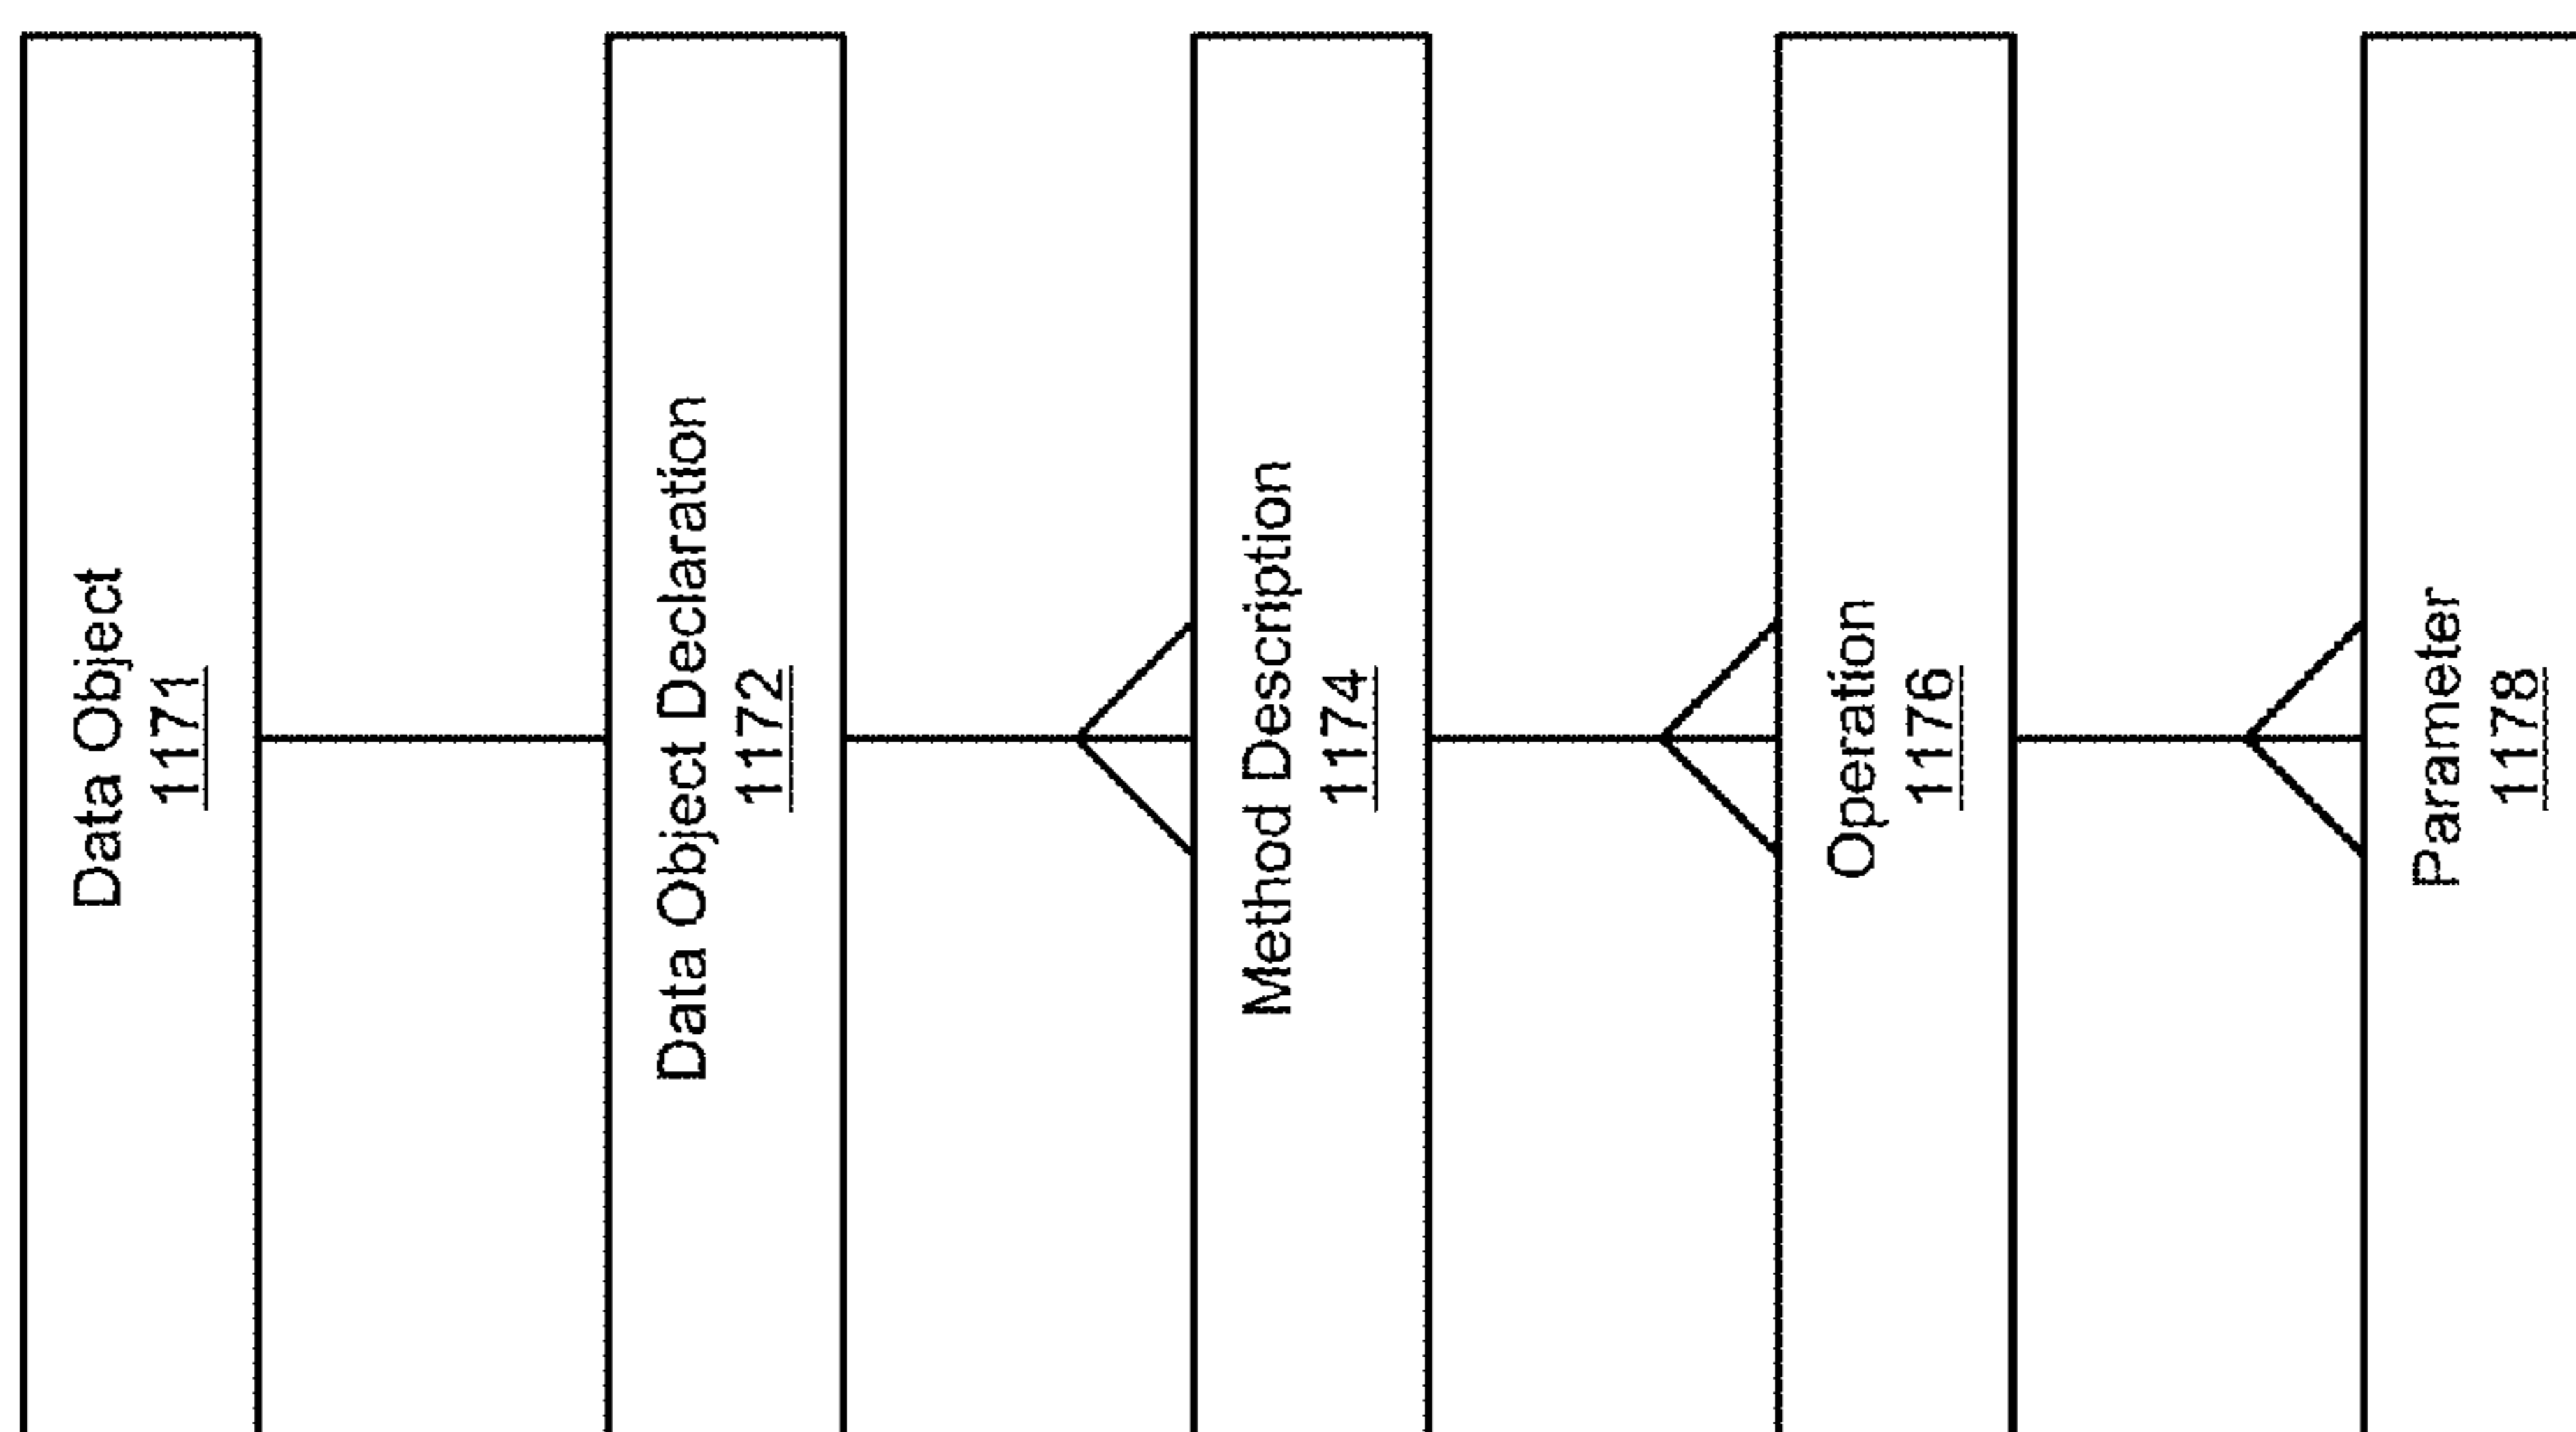 Data Object
1171
Data Object Declaration
1172
Method Description
1174
Operation
1176
Parameter
1178